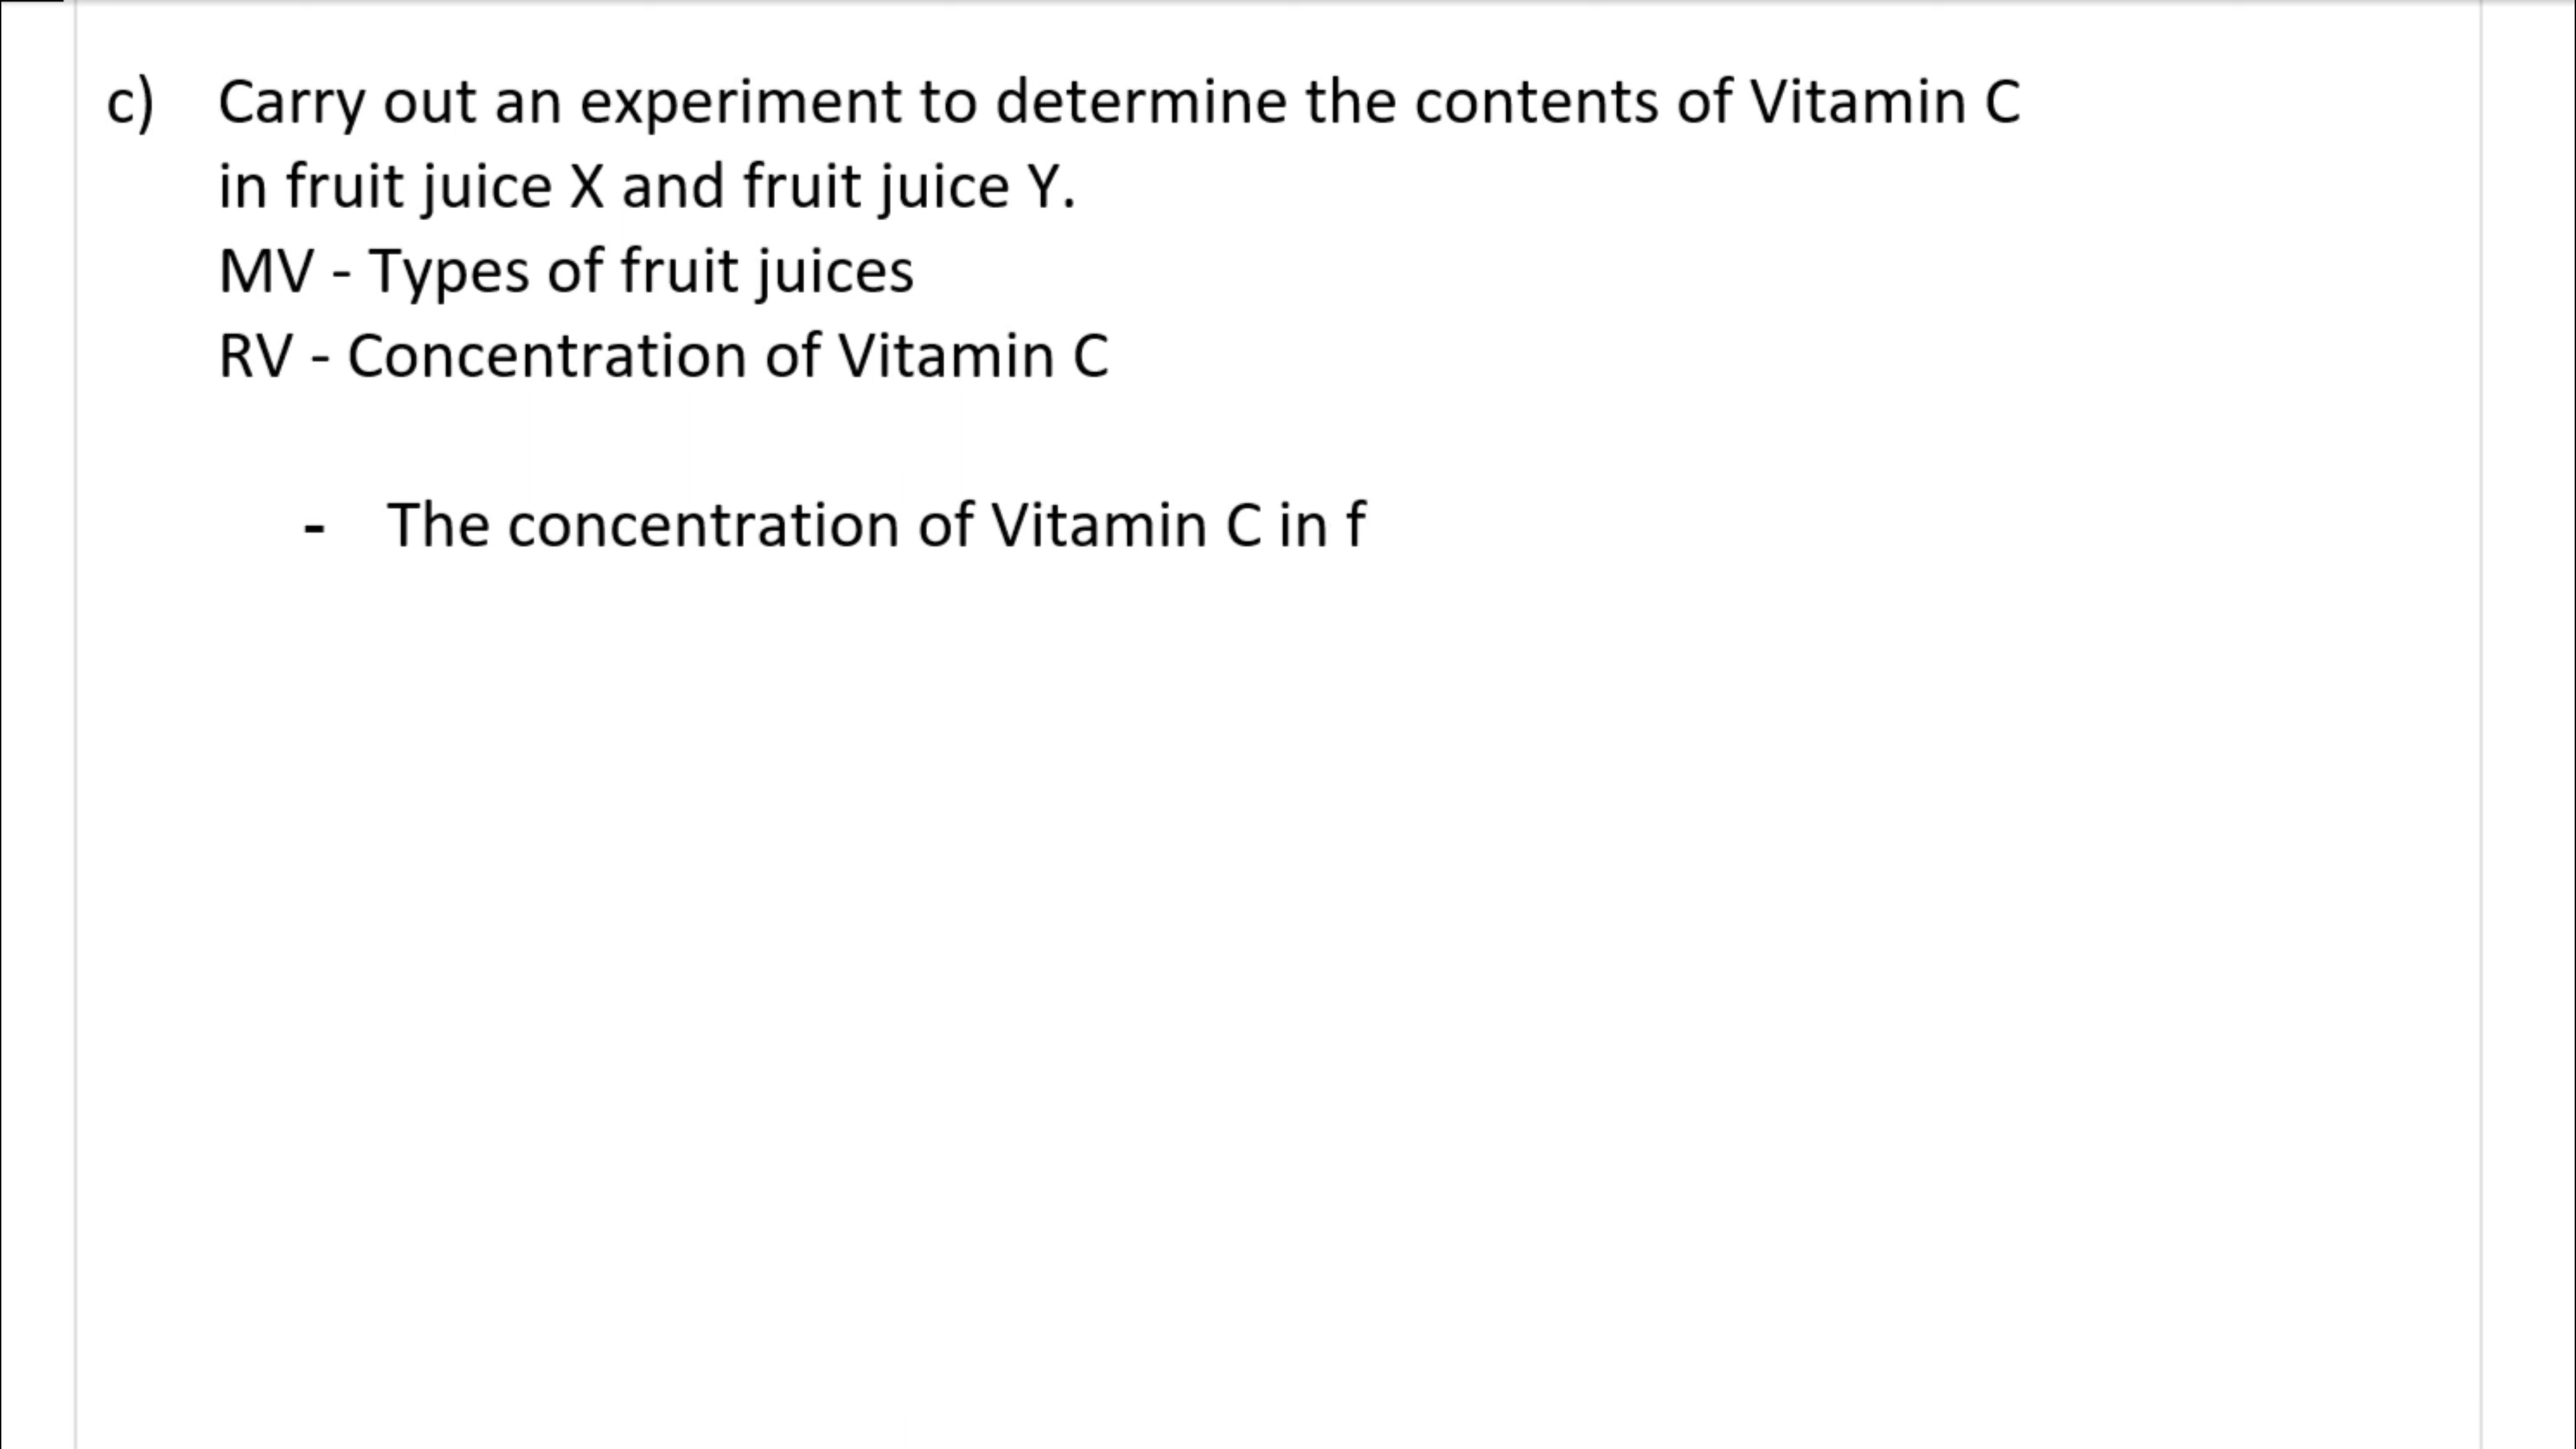 c) Carry out an experiment to determine the contents of Vitamin C
in fruit juice X and fruit juice Y.
MV - Types of fruit juices
RV - Concentration of Vitamin C
- The concentration of Vitamin C in f